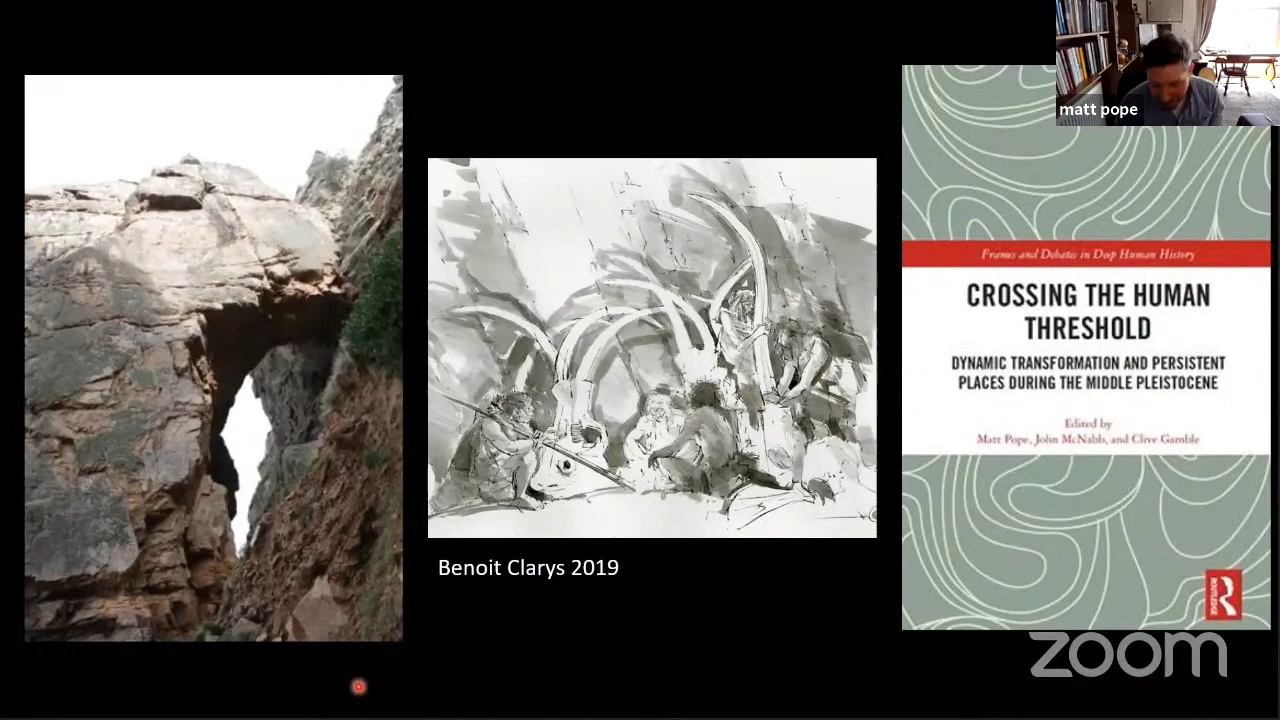 matt pope
Frames and Debates in Deep Human History
CROSSING THE HUMAN
THRESHOLD
DYNAMIC TRANSFORMATION AND PERSISTENT
PLACES DURING THE MIDDLE PLEISTOCENE
Edited by
Matt Pope, John McNabb, and Clive Gamble
Benoit Clarys 2019
ROUTLEDGE
zoom